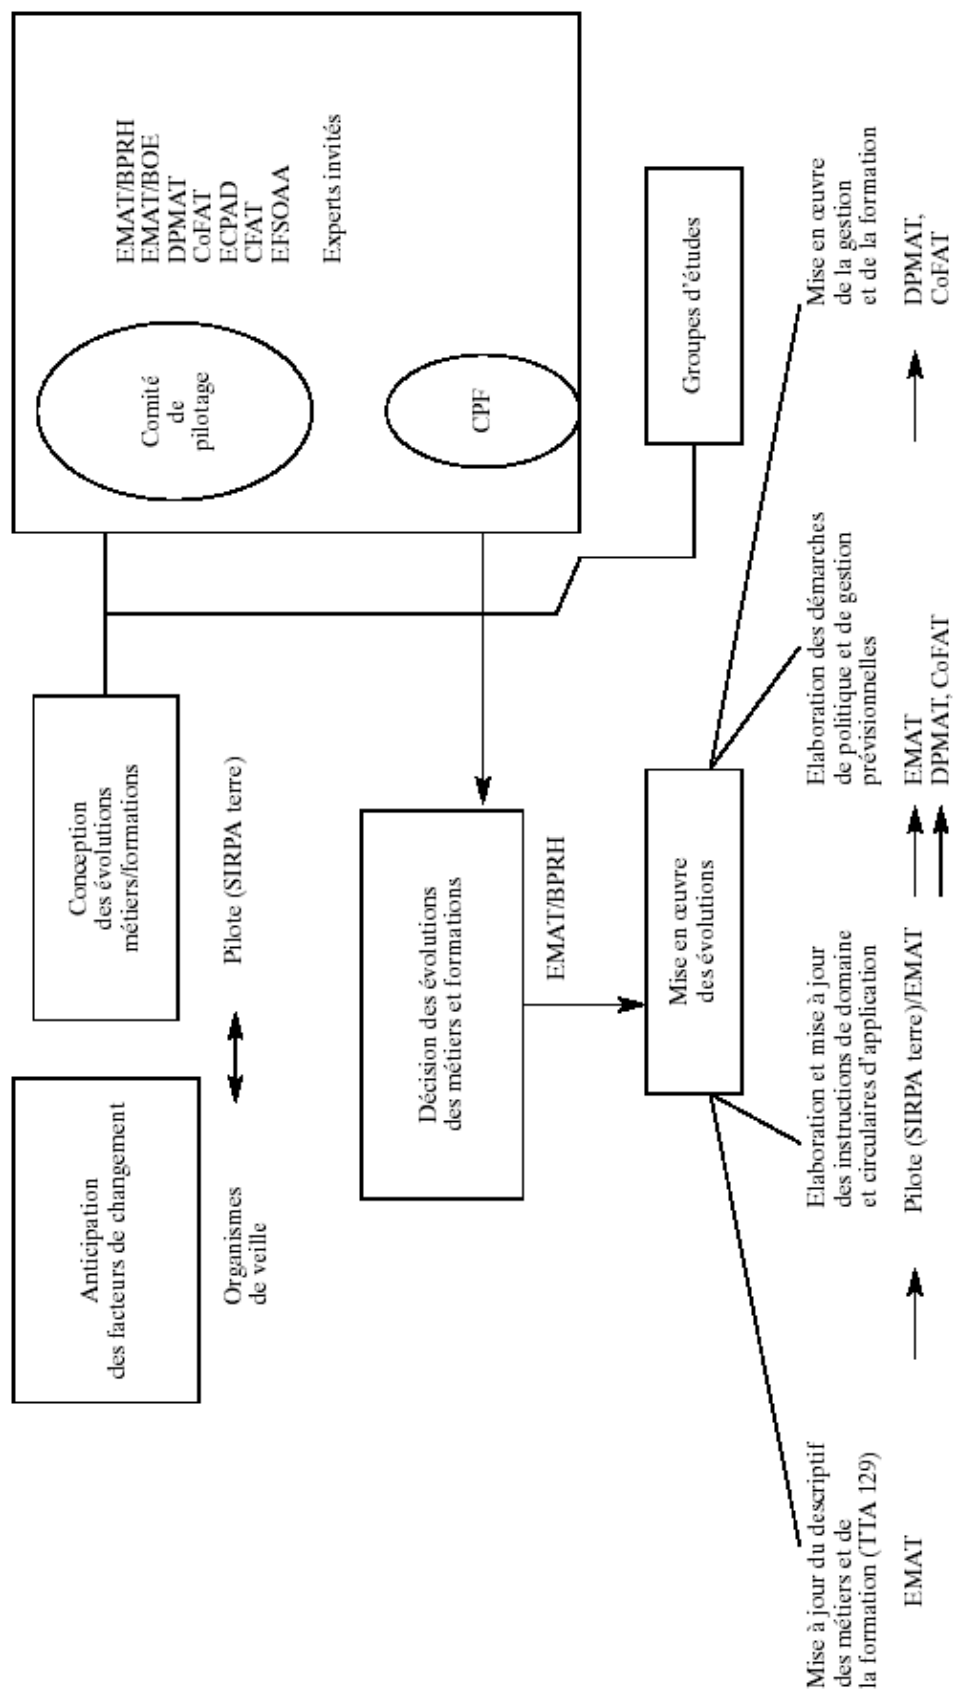 Anticipation
des facteurs de changement
Organismes
de veille
Conception
des évolutions
métiers/formations
Pilote (SIRPA terre)
Comité
de
pilotage
EMAT/BPRH
EMAT/BOE
DPMAT
CoFAT
ECPAD
CFAT
EFSOAA
Experts invités
CPF
Décision des évolutions
des métiers et formations
EMAT/BPRH
Groupes d'études
Mise en œuvre
des évolutions
Mise à jour du descriptif
des métiers et de
la formation (TTA 129)
EMAT
Elaboration et mise à jour
des instructions de domaine
et circulaires d'application
Pilote (SIRPA terre)/EMAT
Elaboration des démarches
de politique et de gestion
prévisionnelles
EMAT
DPMAT, CoFAT
Mise en œuvre
de la gestion
et de la formation
DPMAT,
CoFAT